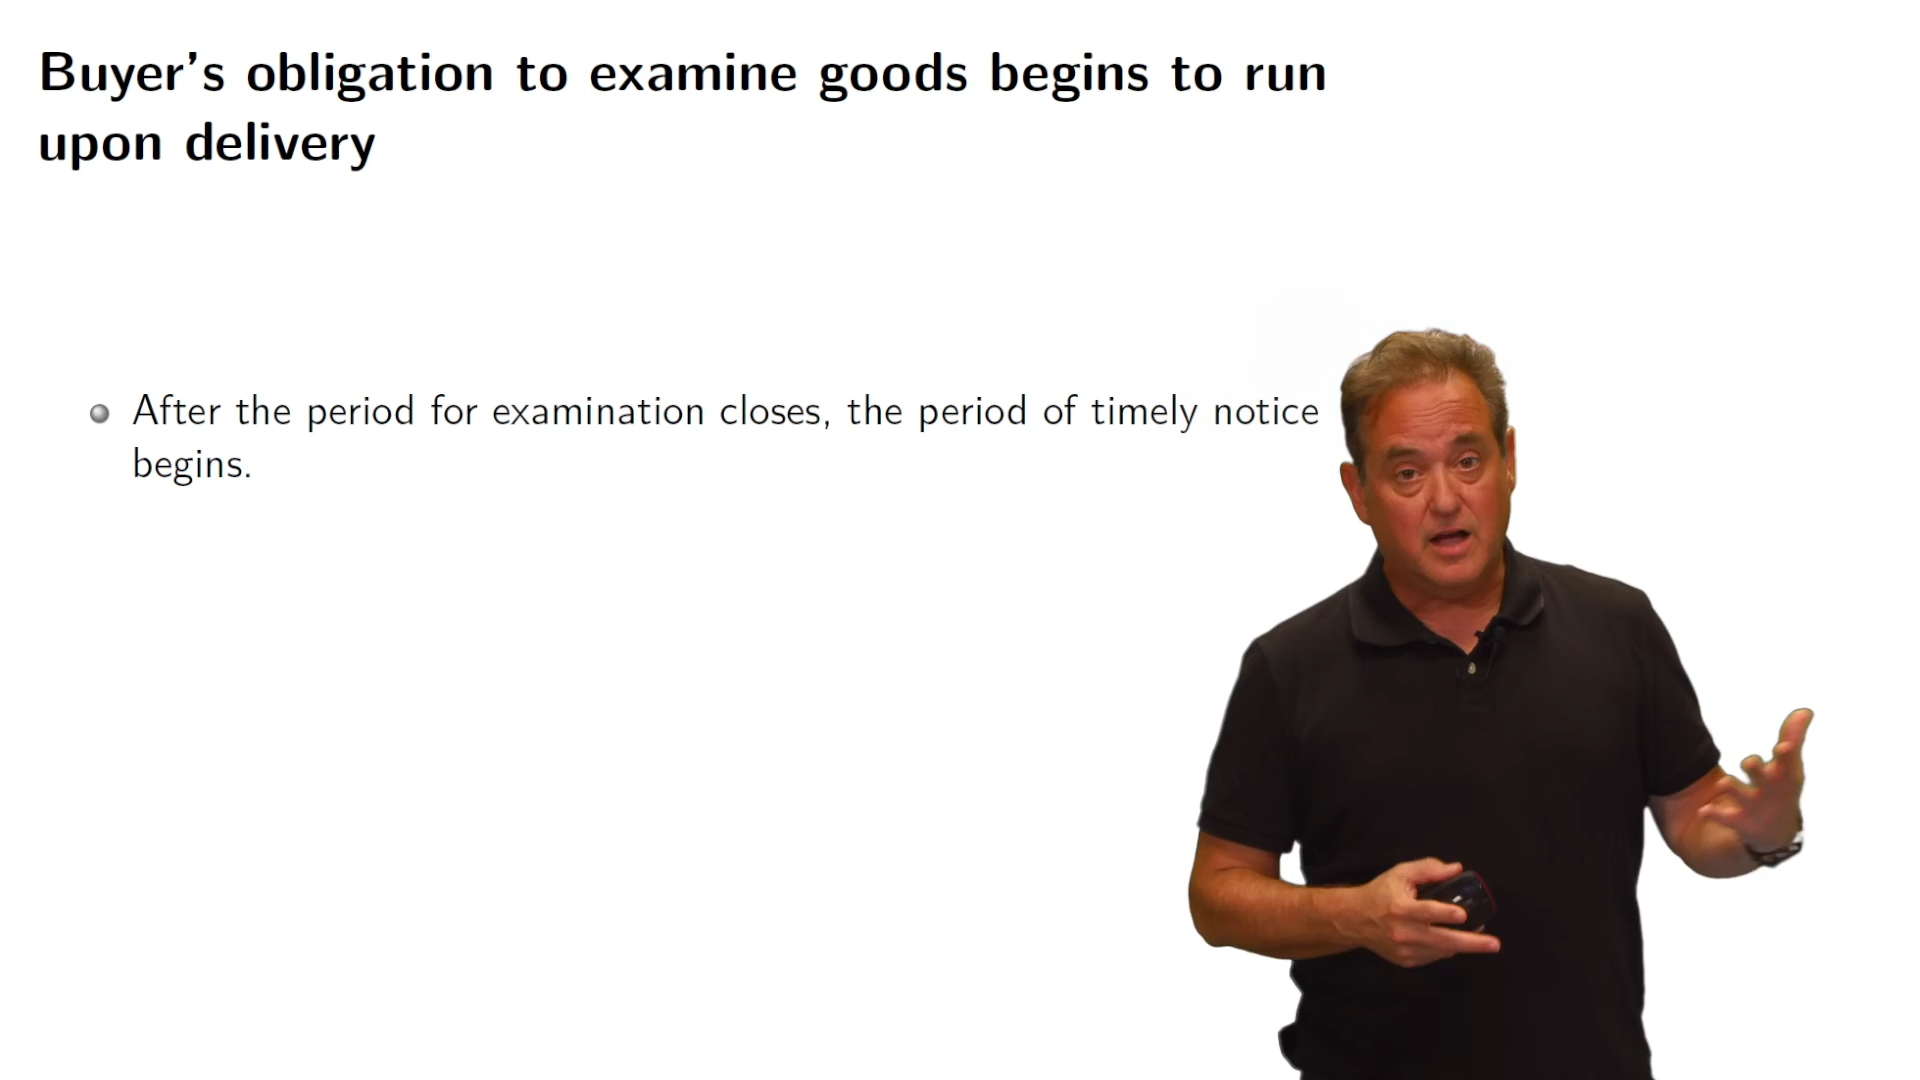 Buyer's obligation to examine goods begins to run
upon delivery
After the period for examination closes, the period of timely notice
begins.